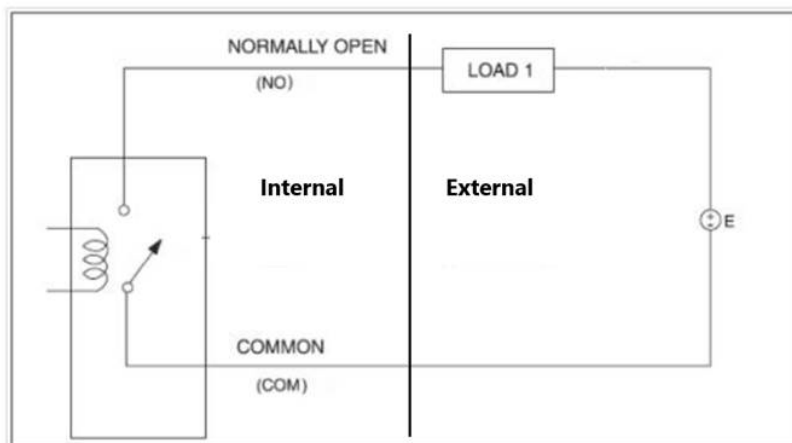 NORMALLY OPEN
(NO)
LOAD 1
Internal
External
E
COMMON
(COM)